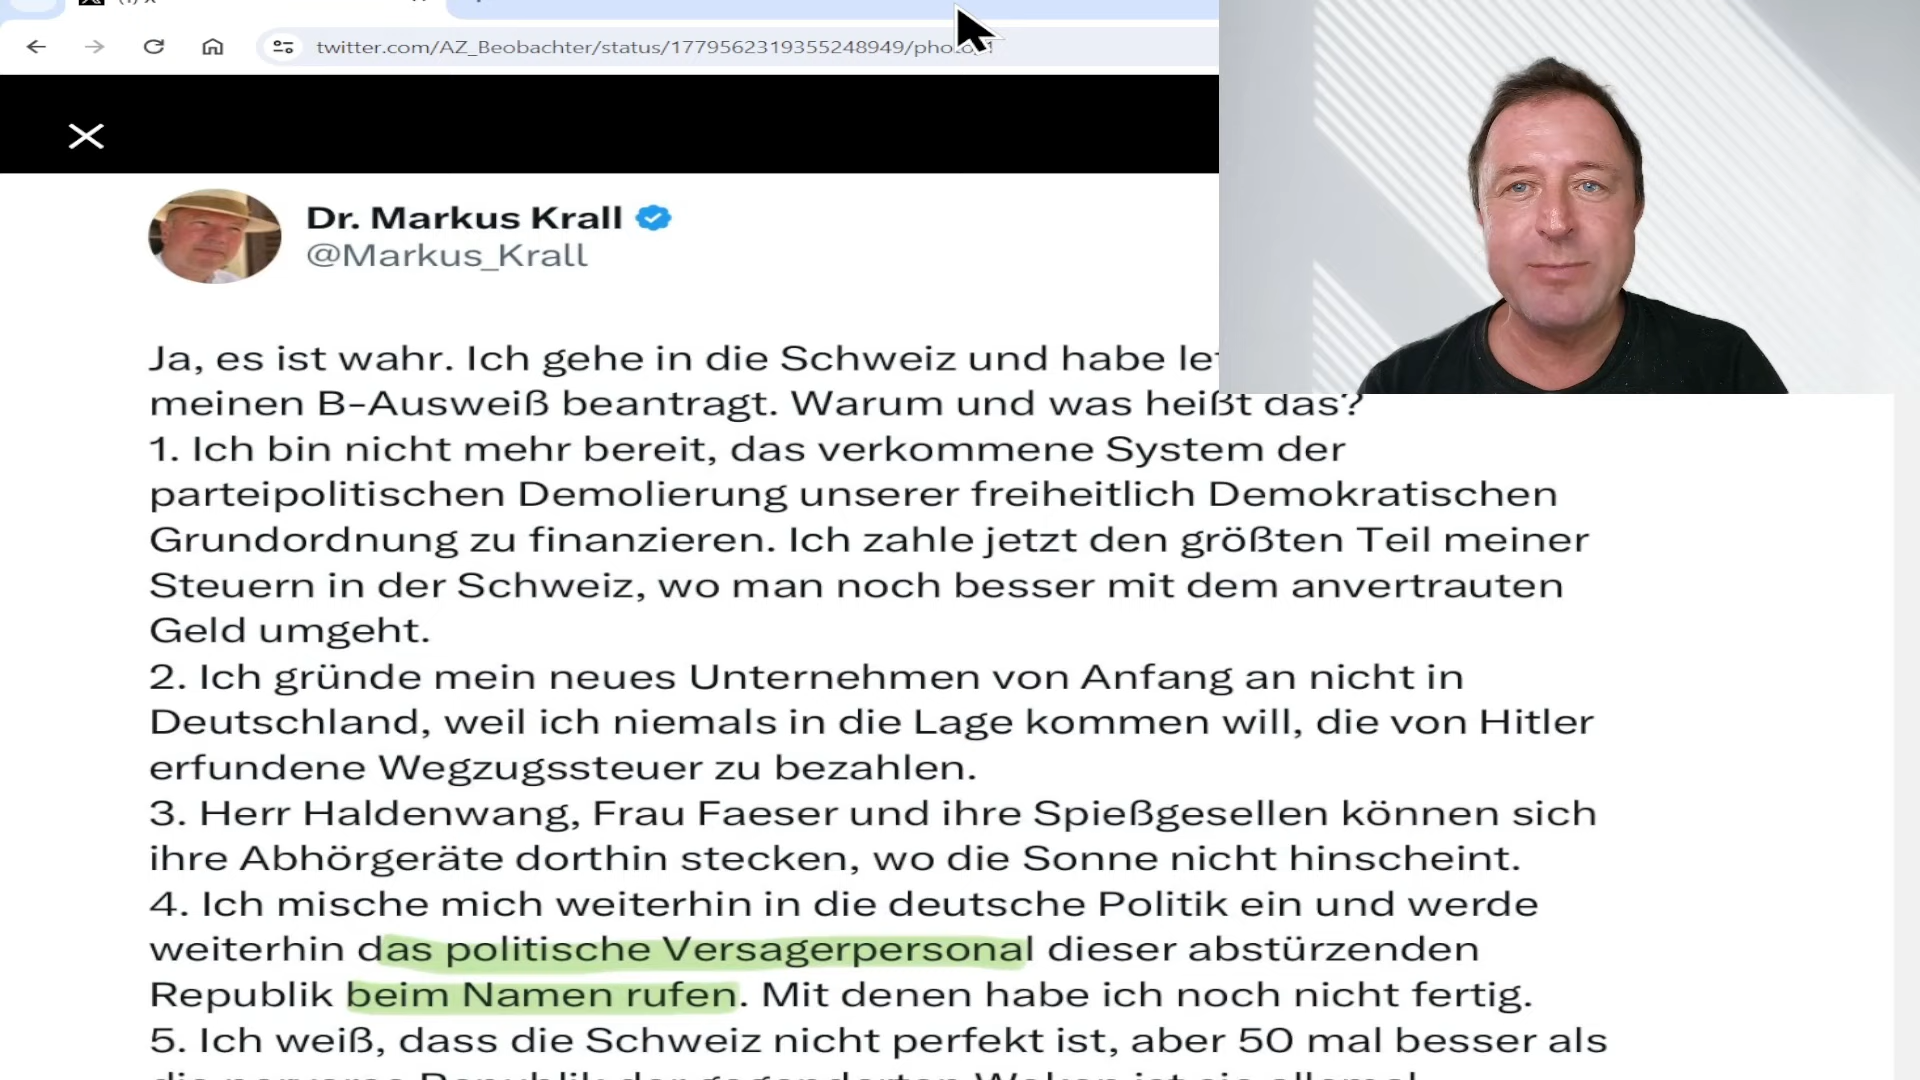 twitter.com/AZ_Beobachter/status/1779562319355248949/photo/1
Dr. Markus Krall
@Markus_Krall
Ja, es ist wahr. Ich gehe in die Schweiz und habe
meinen B-Ausweiß beantragt. Warum und was heißt das?
1. Ich bin nicht mehr bereit, das verkommene System der
parteipolitischen Demolierung unserer freiheitlich Demokratischen
Grundordnung zu finanzieren. Ich zahle jetzt den größten Teil meiner
Steuern in der Schweiz, wo man noch besser mit dem anvertrauten
Geld umgeht.
2. Ich gründe mein neues Unternehmen von Anfang an nicht in
Deutschland, weil ich niemals in die Lage kommen will, die von Hitler
erfundene Wegzugssteuer zu bezahlen.
3. Herr Haldenwang, Frau Faeser und ihre Spießgesellen können sich
ihre Abhörgeräte dorthin stecken, wo die Sonne nicht hinscheint.
4. Ich mische mich weiterhin in die deutsche Politik ein und werde
weiterhin das politische Versagerpersonal dieser abstürzenden
Republik beim Namen rufen. Mit denen habe ich noch nicht fertig.
5. Ich weiß, dass die Schweiz nicht perfekt ist, aber 50 mal besser als